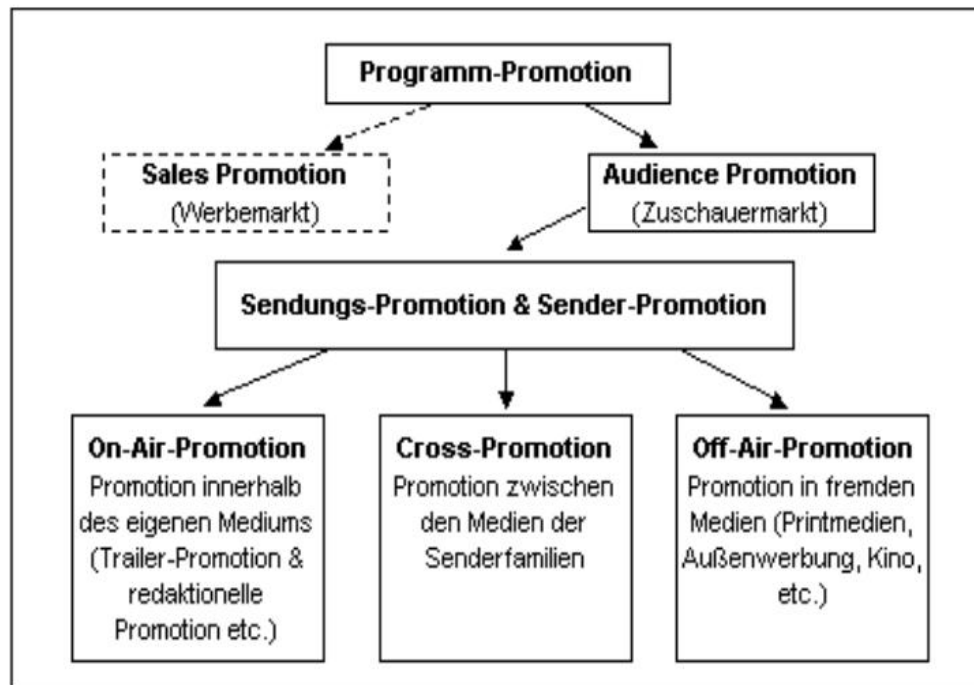 Programm-Promotion
Sales Promotion
(Werbemarkt)
Audience Promotion
(Zuschauermarkt)
Sendungs-Promotion & Sender-Promotion
On-Air-Promotion
Promotion innerhalb
des eigenen Mediums
(Trailer-Promotion &
redaktionelle
Promotion etc.)
Cross-Promotion
Promotion zwischen
den Medien der
Senderfamilien
Off-Air-Promotion
Promotion in fremden
Medien (Printmedien,
Außenwerbung, Kino,
etc.)